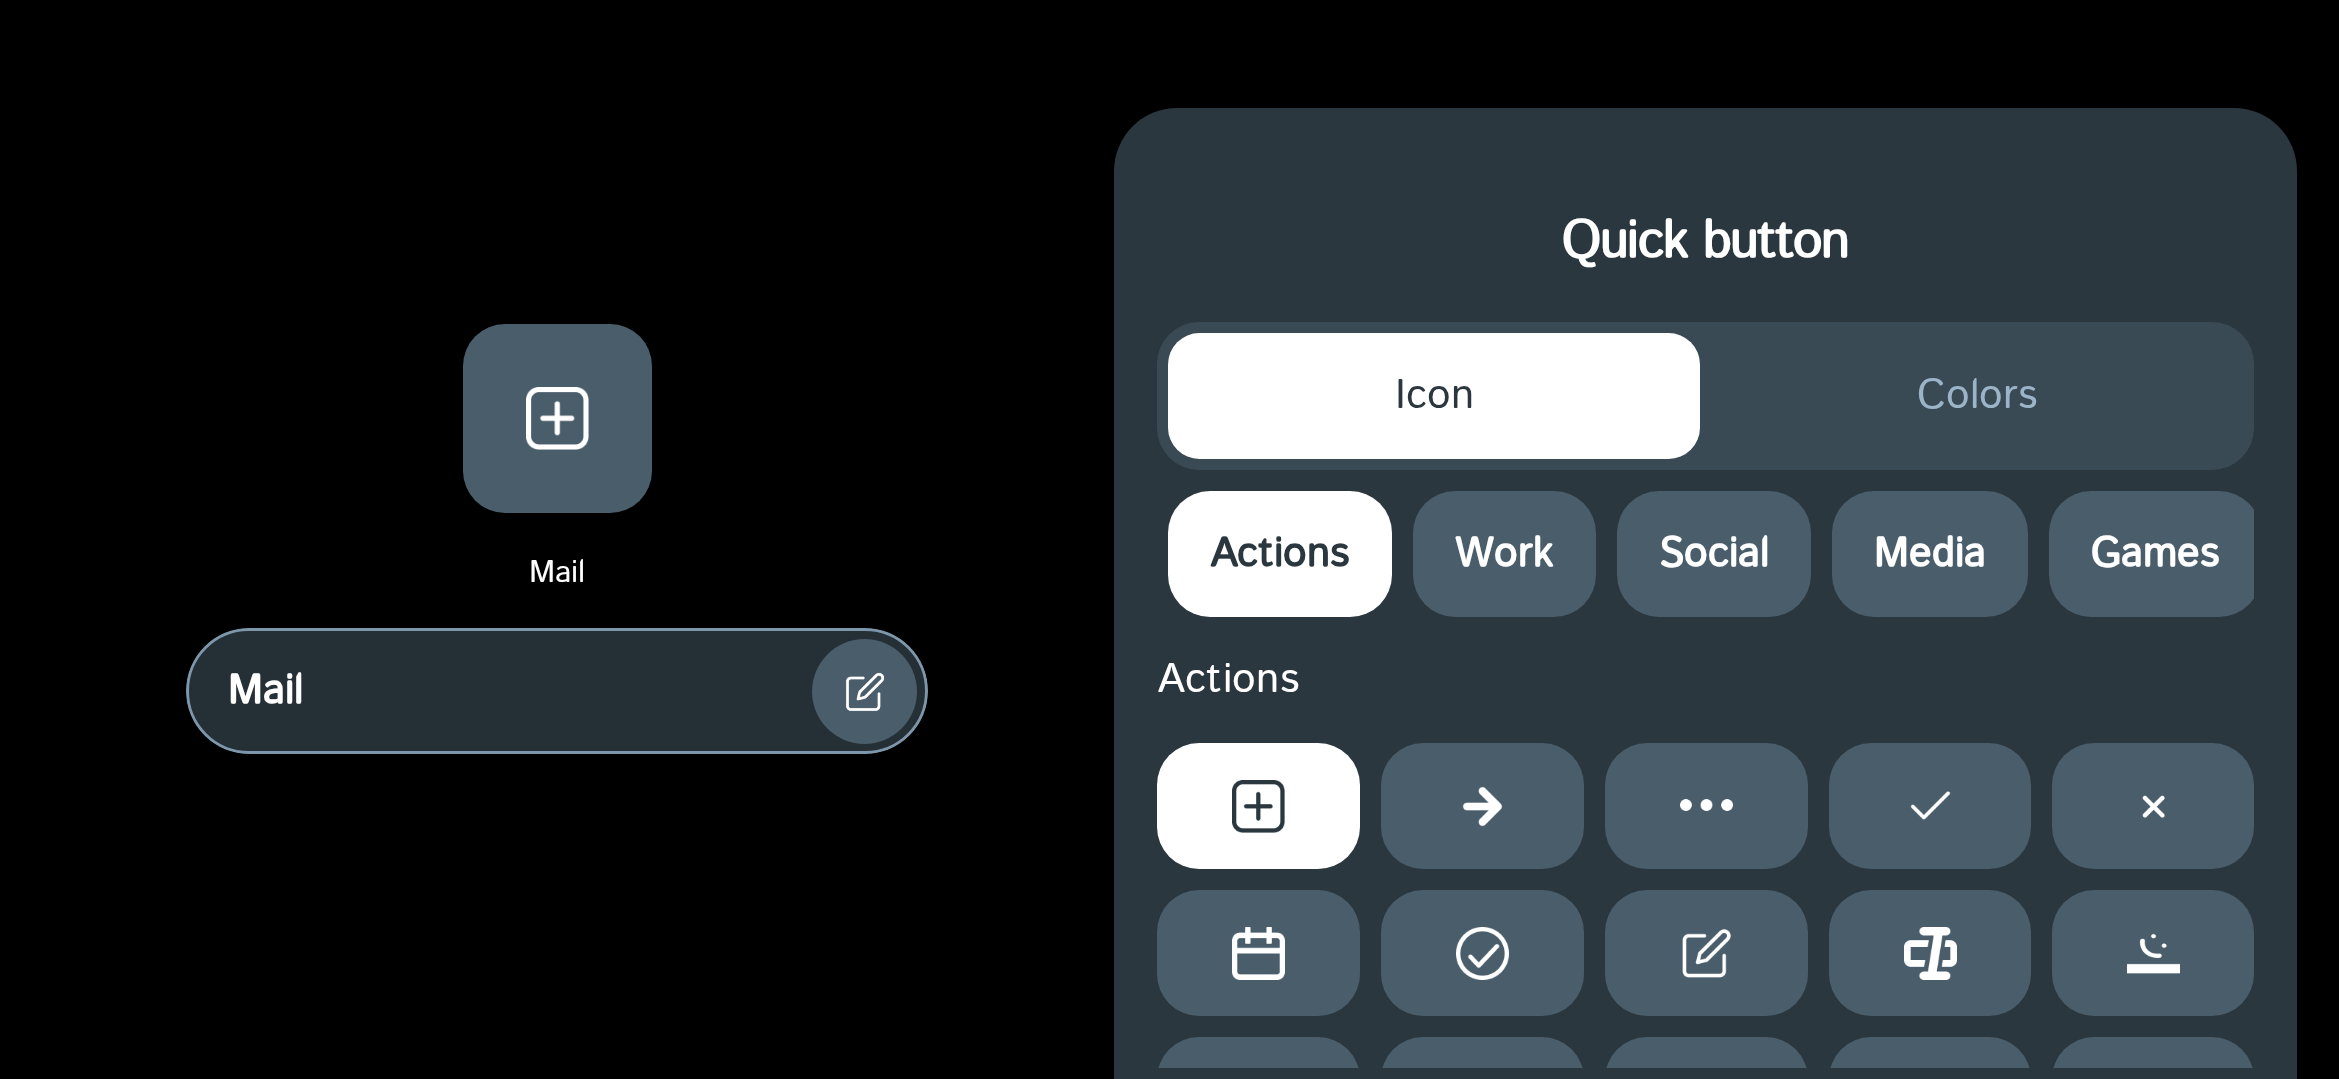 Mail
Mail
Quick button
Icon
Colors
Actions
Work
Social
Media
Games
Actions